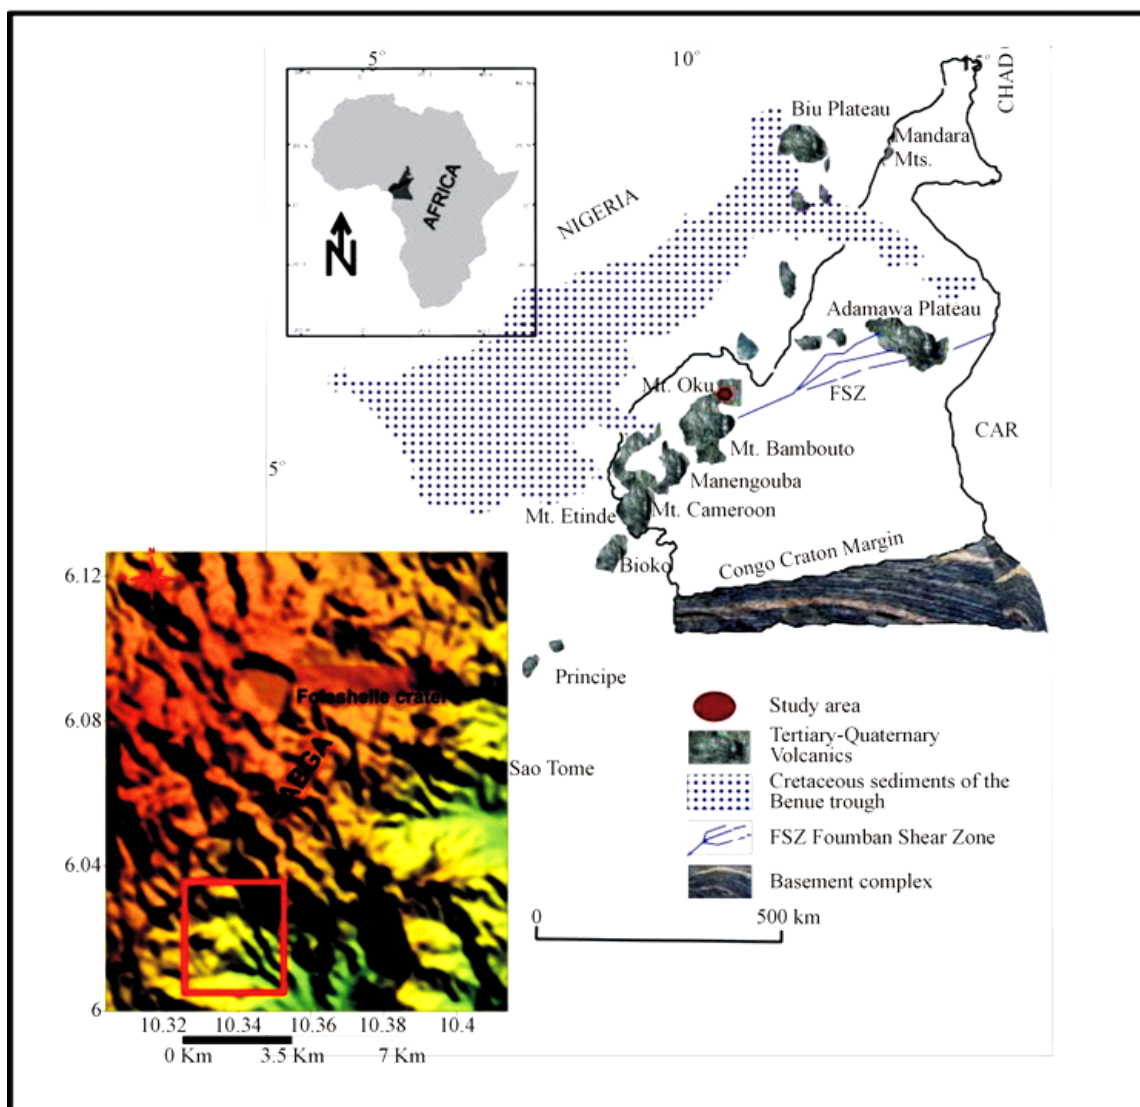 5°
10°
15°
CHAD
Biu Plateau
Mandara
Mts.
AFRICA
NIGERIA
N
Adamawa Plateau
Mt. Oku
FSZ
CAR
Mt. Bambouto
5°
Manengouba
Mt. Etinde
Mt. Cameroon
Bioko
Congo Craton Margin
N
6.12
Principe
Study area
6.08
Tertiary-Quaternary
Volcanics
Sao Tome
Cretaceous sediments of the
Benue trough
FSZ Foumban Shear Zone
6.04
Basement complex
0
500 km
6
10.32
10.34
10.36
10.38
10.4
0 Km
3.5 Km
7 Km